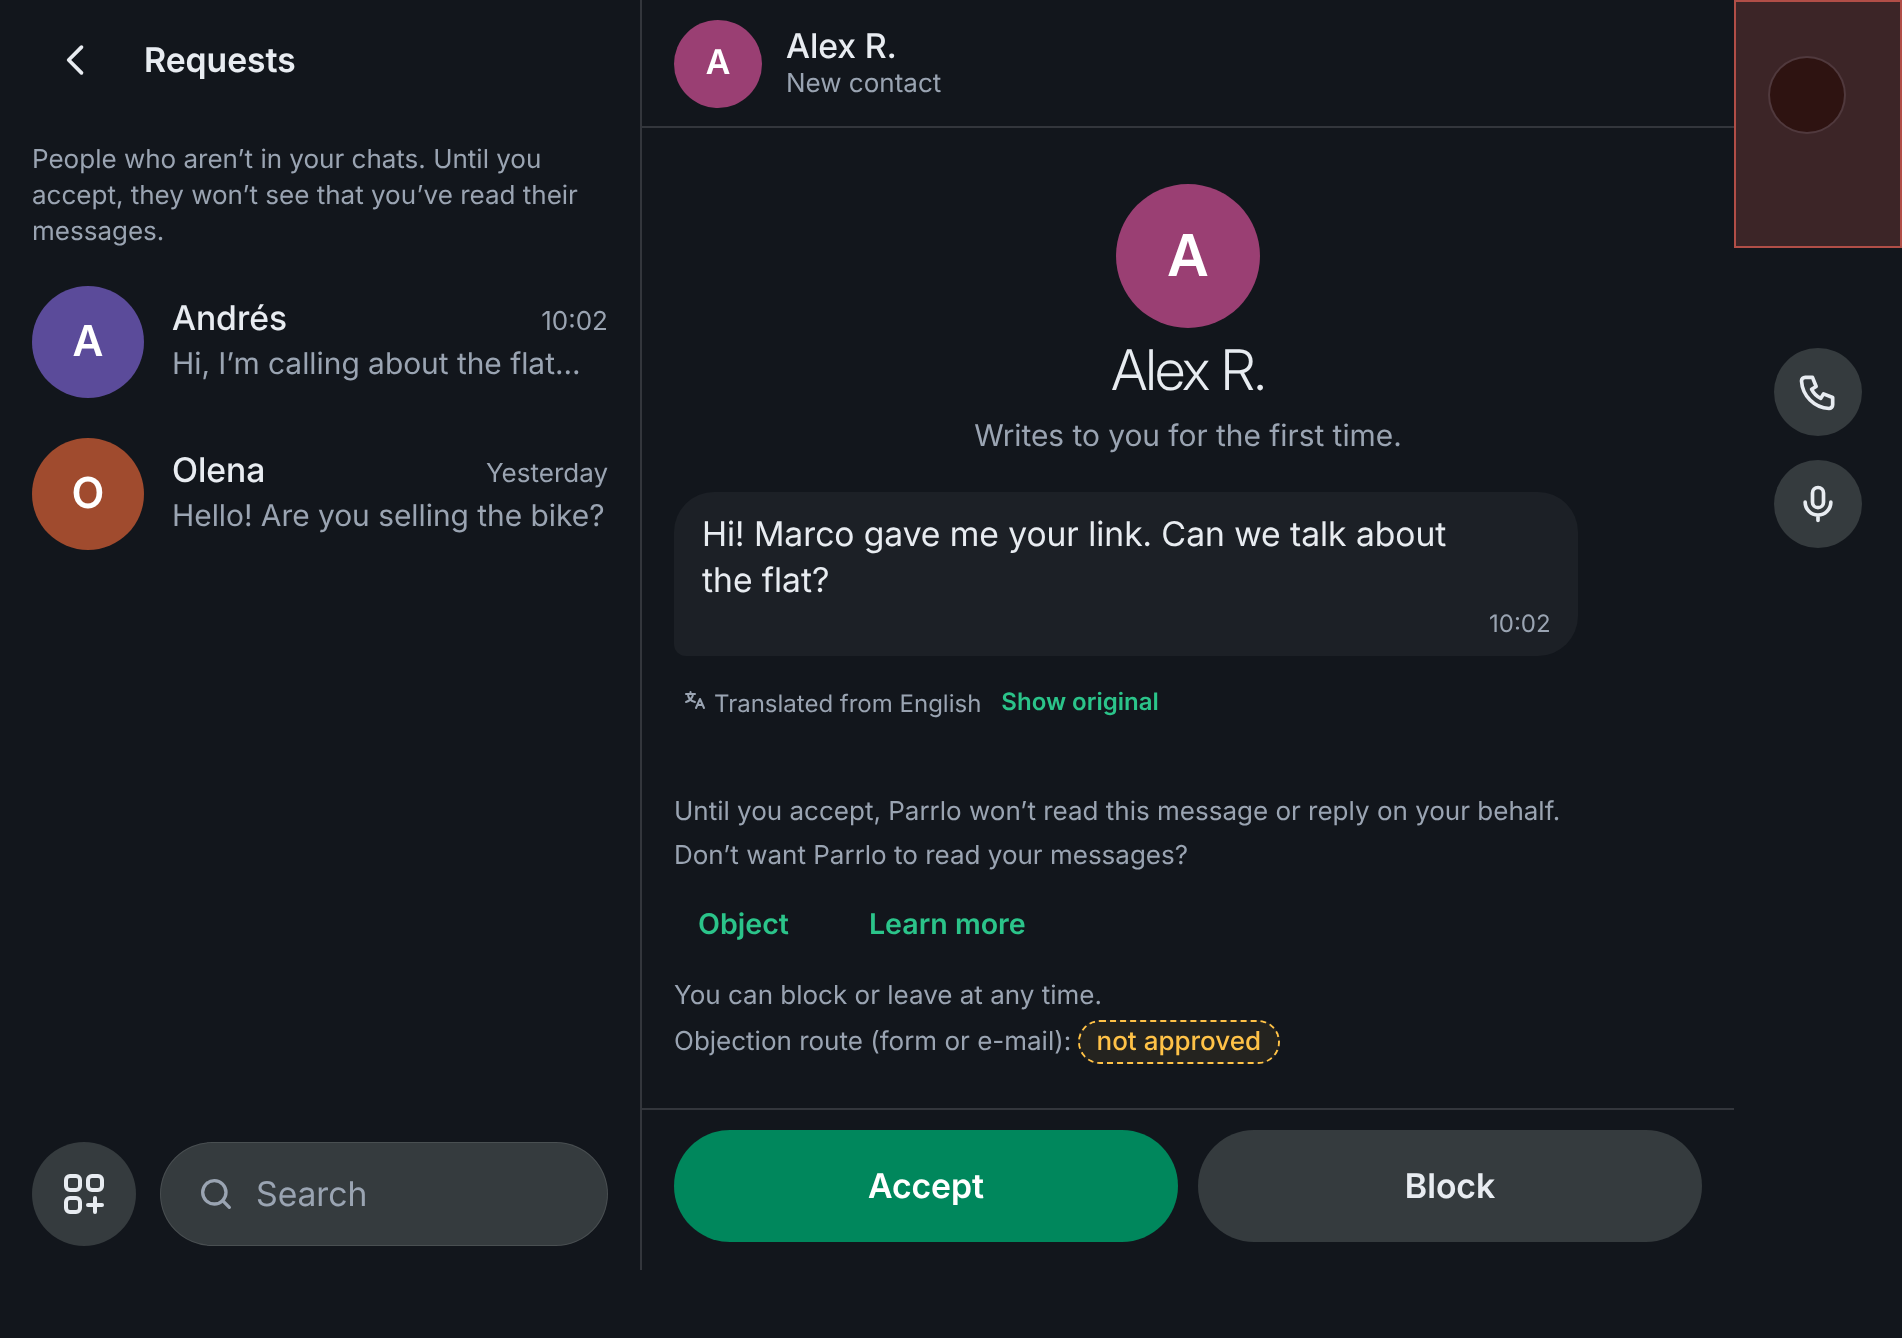 Requests
People who aren’t in your chats. Until you
accept, they won’t see that you’ve read their
messages.
A
Andrés
10:02
Hi, I’m calling about the flat…
O
Olena
Yesterday
Hello! Are you selling the bike?
Search
A
Alex R.
New contact
A
Alex R.
Writes to you for the first time.
Hi! Marco gave me your link. Can we talk about
the flat?
10:02
Translated from English Show original
Until you accept, Parrlo won’t read this message or reply on your behalf.
Don’t want Parrlo to read your messages?
Object Learn more
You can block or leave at any time.
Objection route (form or e-mail): not approved
Accept Block